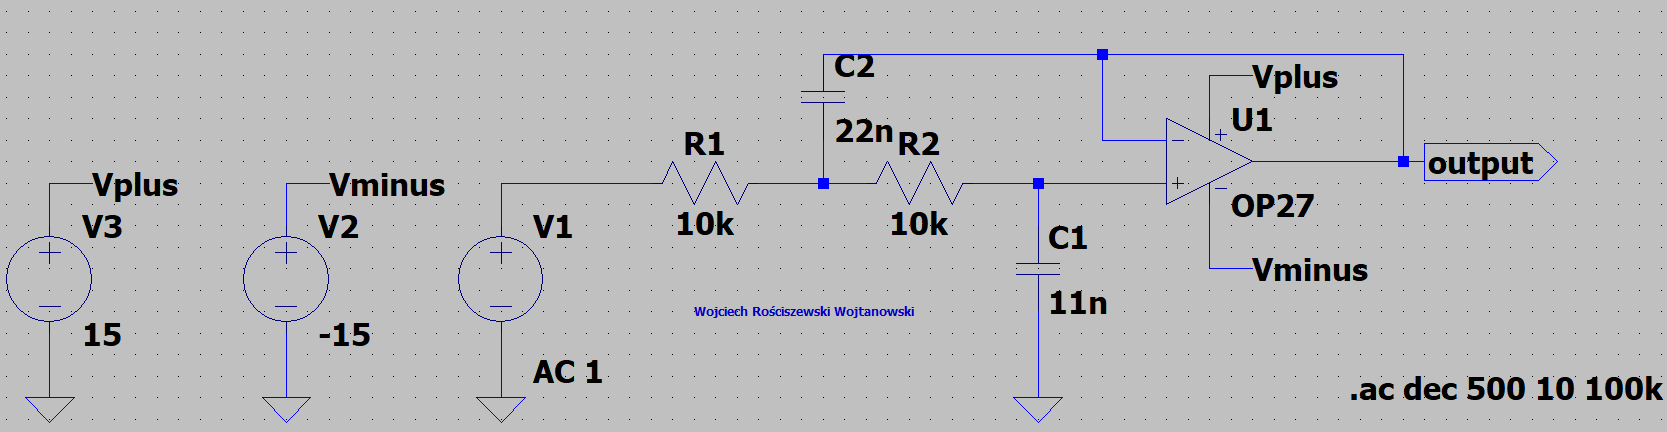 C2
Vplus
22n
U1
R1
R2
output
Vplus
Vminus
10k
10k
OP27
V3
V2
V1
C1
Vminus
11n
Wojciech Rościszewski Wojtanowski
15
-15
AC 1
.ac dec 500 10 100k